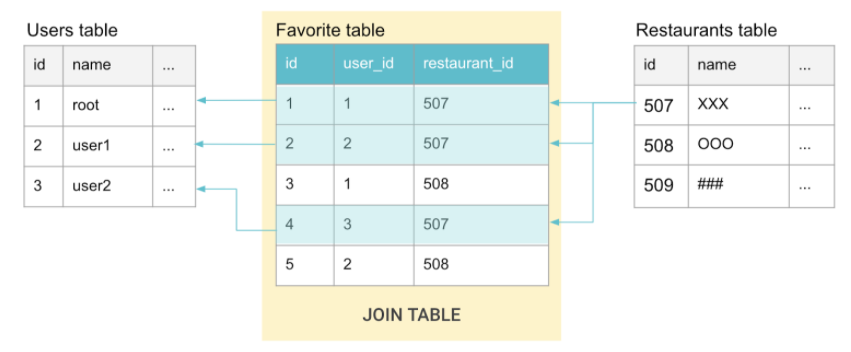 Users table
id name ...
1 root ...
2 user1 ...
3 user2 ...
Favorite table
id user_id restaurant_id
1 1 507
2 2 507
3 1 508
4 3 507
5 2 508
JOIN TABLE
Restaurants table
id name ...
507 XXX ...
508 OOO ...
509 ### ...